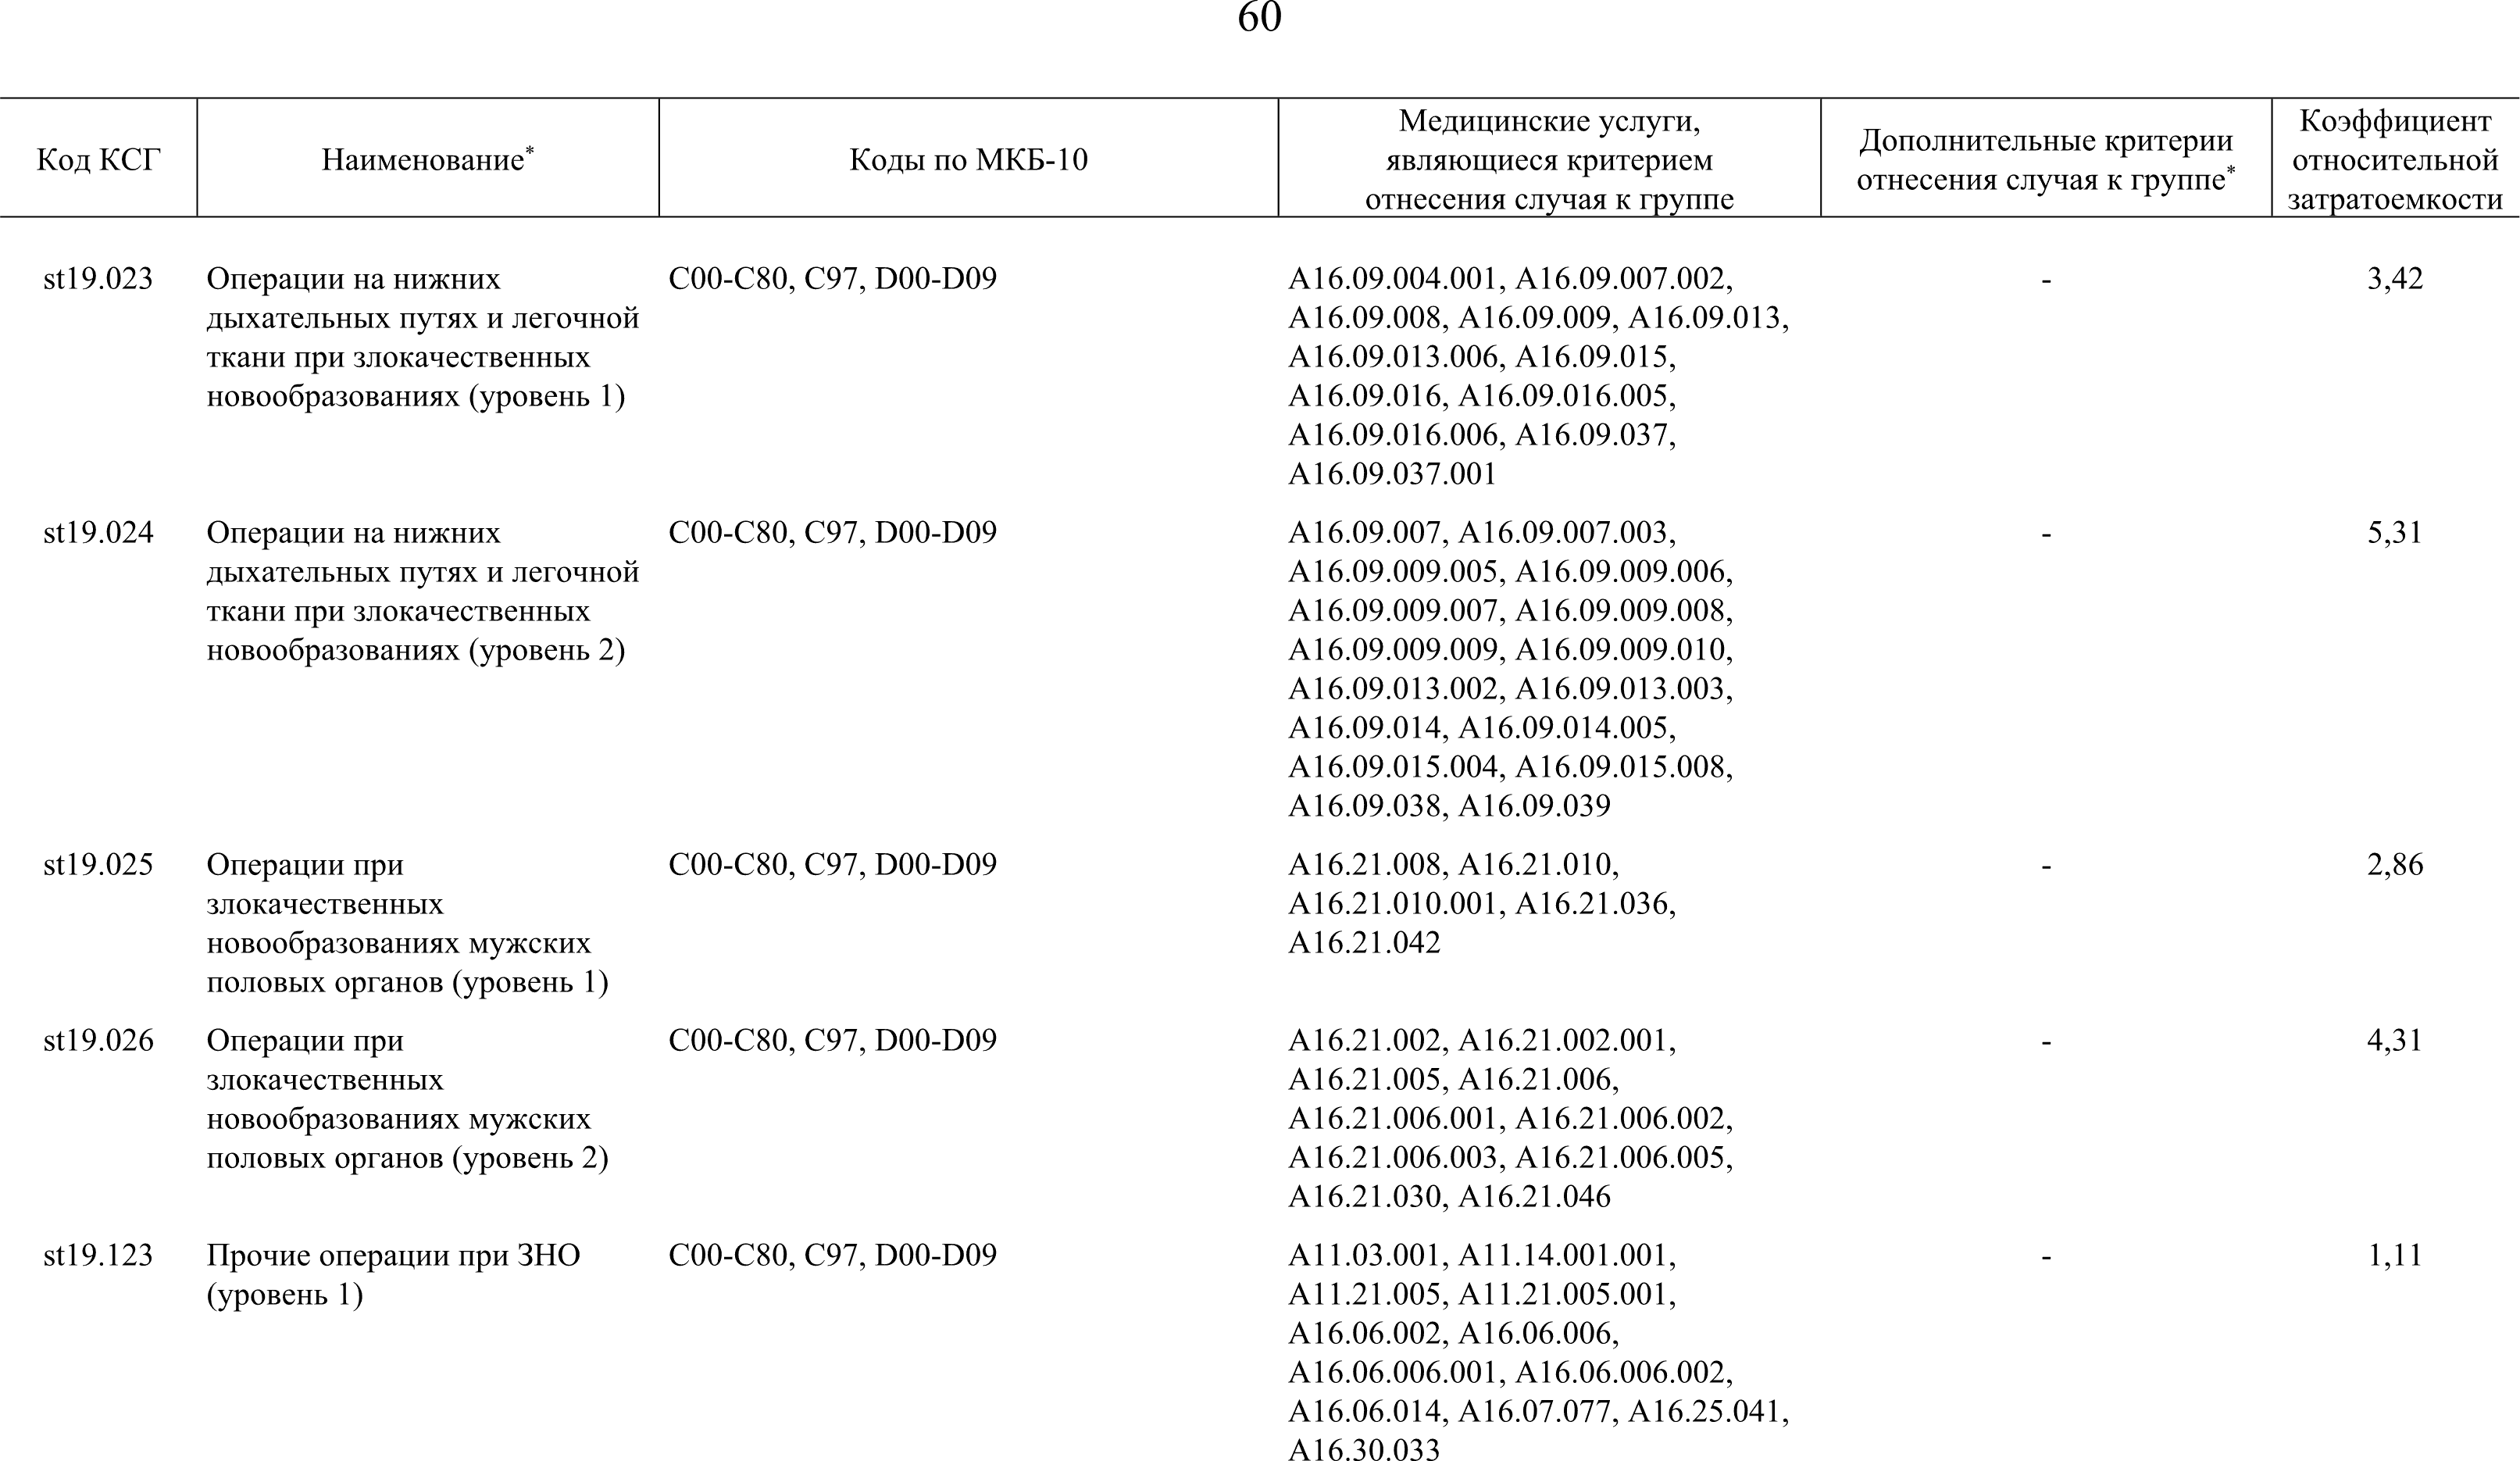 60
Код КСГ
Наименование*
Коды по МКБ-10
Медицинские услуги,
являющиеся критерием
отнесения случая к группе
Дополнительные критерии
отнесения случая к группе*
Коэффициент
относительной
затратоемкости
st19.023
Операции на нижних
дыхательных путях и легочной
ткани при злокачественных
новообразованиях (уровень 1)
C00-C80, C97, D00-D09
A16.09.004.001, A16.09.007.002,
A16.09.008, A16.09.009, A16.09.013,
A16.09.013.006, A16.09.015,
A16.09.016, A16.09.016.005,
A16.09.016.006, A16.09.037,
A16.09.037.001
-
3,42
st19.024
Операции на нижних
дыхательных путях и легочной
ткани при злокачественных
новообразованиях (уровень 2)
C00-C80, C97, D00-D09
A16.09.007, A16.09.007.003,
A16.09.009.005, A16.09.009.006,
A16.09.009.007, A16.09.009.008,
A16.09.009.009, A16.09.009.010,
A16.09.013.002, A16.09.013.003,
A16.09.014, A16.09.014.005,
A16.09.015.004, A16.09.015.008,
A16.09.038, A16.09.039
-
5,31
st19.025
Операции при
злокачественных
новообразованиях мужских
половых органов (уровень 1)
C00-C80, C97, D00-D09
A16.21.008, A16.21.010,
A16.21.010.001, A16.21.036,
A16.21.042
-
2,86
st19.026
Операции при
злокачественных
новообразованиях мужских
половых органов (уровень 2)
C00-C80, C97, D00-D09
A16.21.002, A16.21.002.001,
A16.21.005, A16.21.006,
A16.21.006.001, A16.21.006.002,
A16.21.006.003, A16.21.006.005,
A16.21.030, A16.21.046
-
4,31
st19.123
Прочие операции при ЗНО
(уровень 1)
C00-C80, C97, D00-D09
A11.03.001, A11.14.001.001,
A11.21.005, A11.21.005.001,
A16.06.002, A16.06.006,
A16.06.006.001, A16.06.006.002,
A16.06.014, A16.07.077, A16.25.041,
A16.30.033
-
1,11